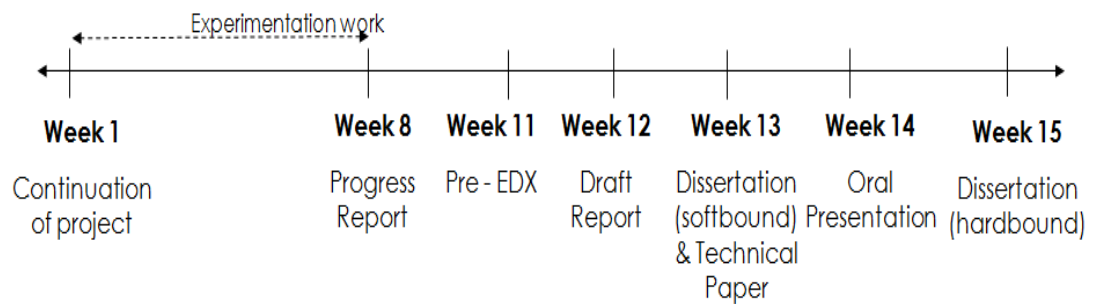 Experimentation work
Week 1
Week 8
Week 11
Week 12
Week 13
Week 14
Week 15
Continuation
of project
Progress
Report
Pre - EDX
Draft
Report
Dissertation
(softbound)
& Technical
Paper
Oral
Presentation
Dissertation
(hardbound)